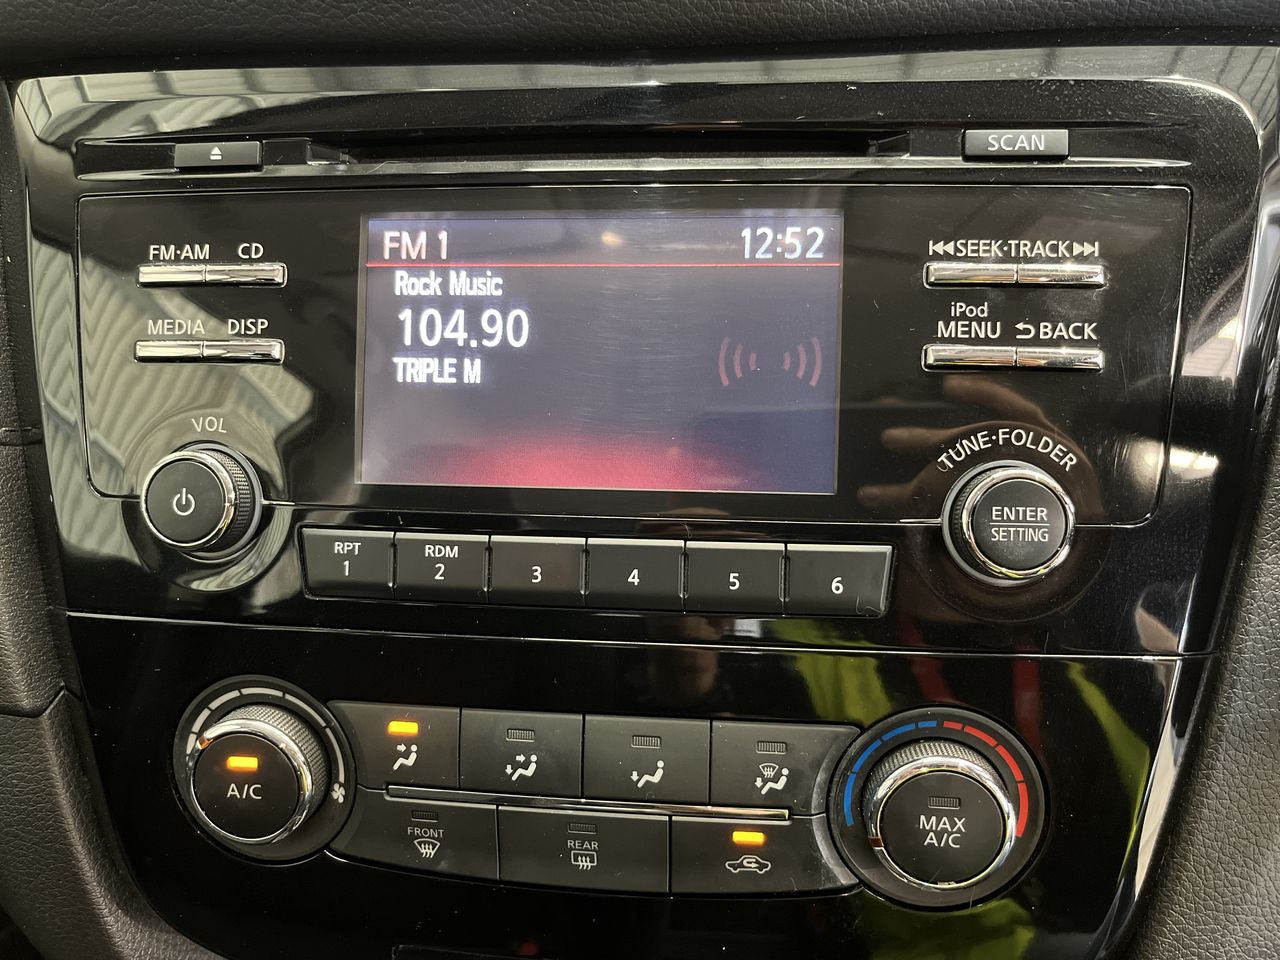 SCAN
FM·AM CD
FM 1 12:52
SEEK·TRACK
Rock Music
iPod
MEDIA DISP
104.90
MENU BACK
TRIPLE M
VOL
TUNE·FOLDER
ENTER
SETTING
RPT
1
RDM
2
3
4
5
6
A/C
MAX
A/C
FRONT
REAR